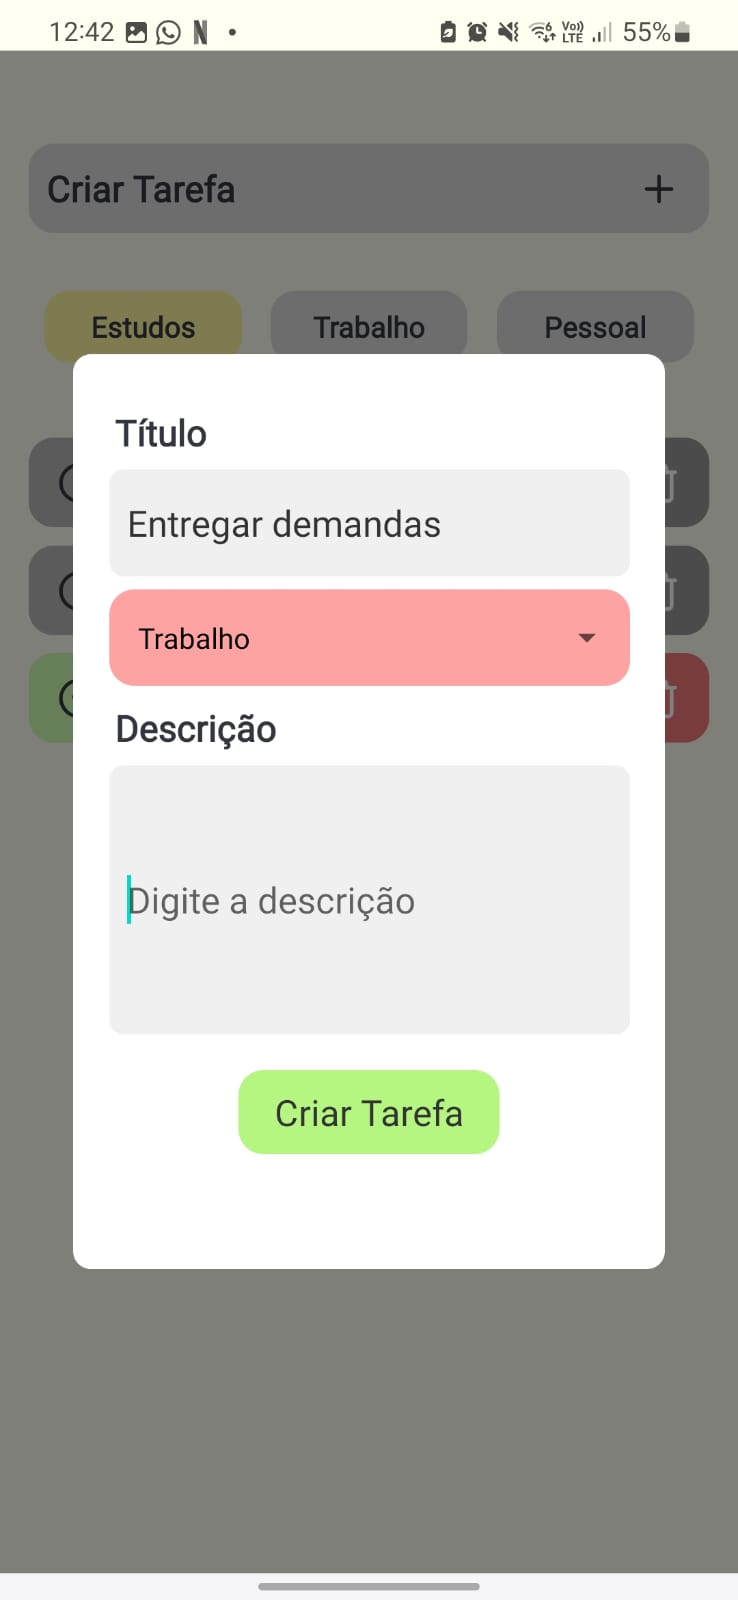 12:42 N 6 Vo)) LTE 55%
Criar Tarefa +
Estudos Trabalho Pessoal
Título
Entregar demandas
Trabalho
Descrição
Digite a descrição
Criar Tarefa